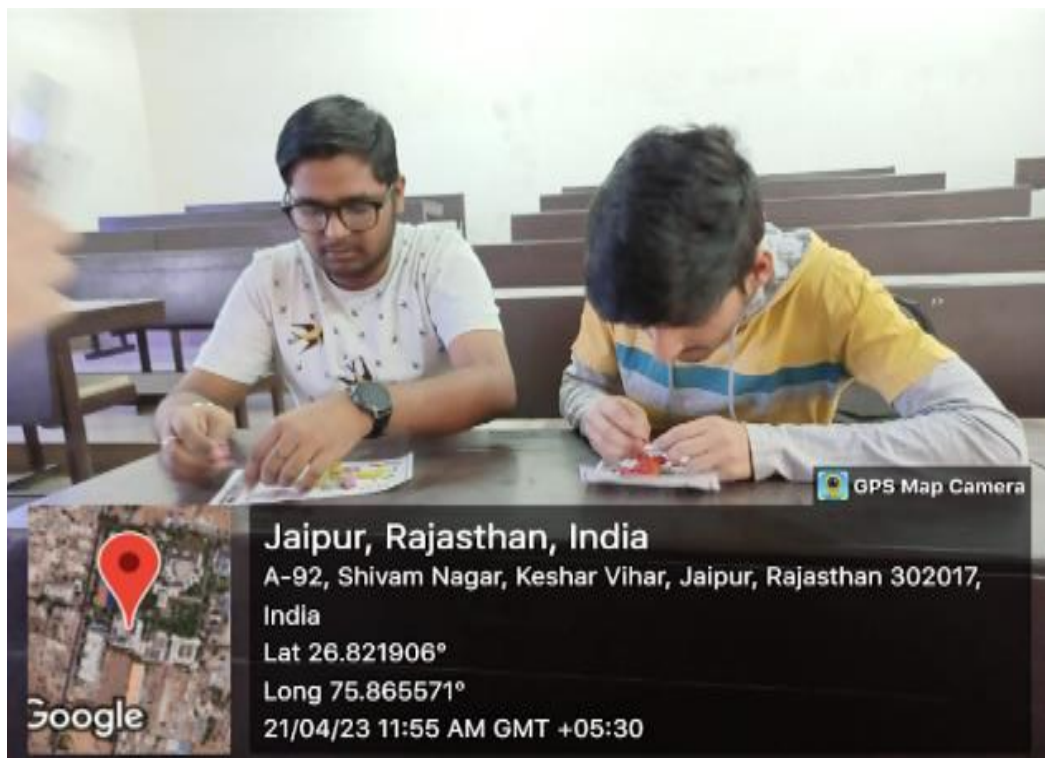 GPS Map Camera
Jaipur, Rajasthan, India
A-92, Shivam Nagar, Keshar Vihar, Jaipur, Rajasthan 302017,
India
Lat 26.821906°
Long 75.865571°
21/04/23 11:55 AM GMT +05:30
Google